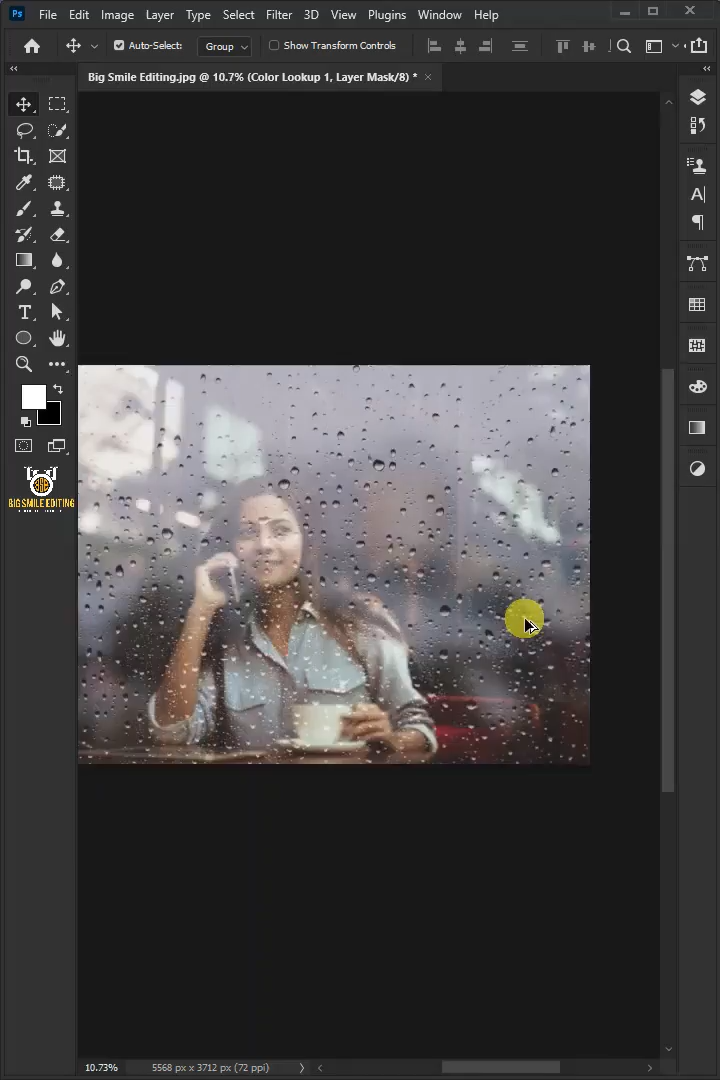 Ps File Edit Image Layer Type Select Filter 3D View Plugins Window Help
Auto-Select: Group Show Transform Controls
Big Smile Editing.jpg @ 10.7% (Color Lookup 1, Layer Mask/8) *
BIG SMILE EDITING
10.73% 5568 px x 3712 px (72 ppi)